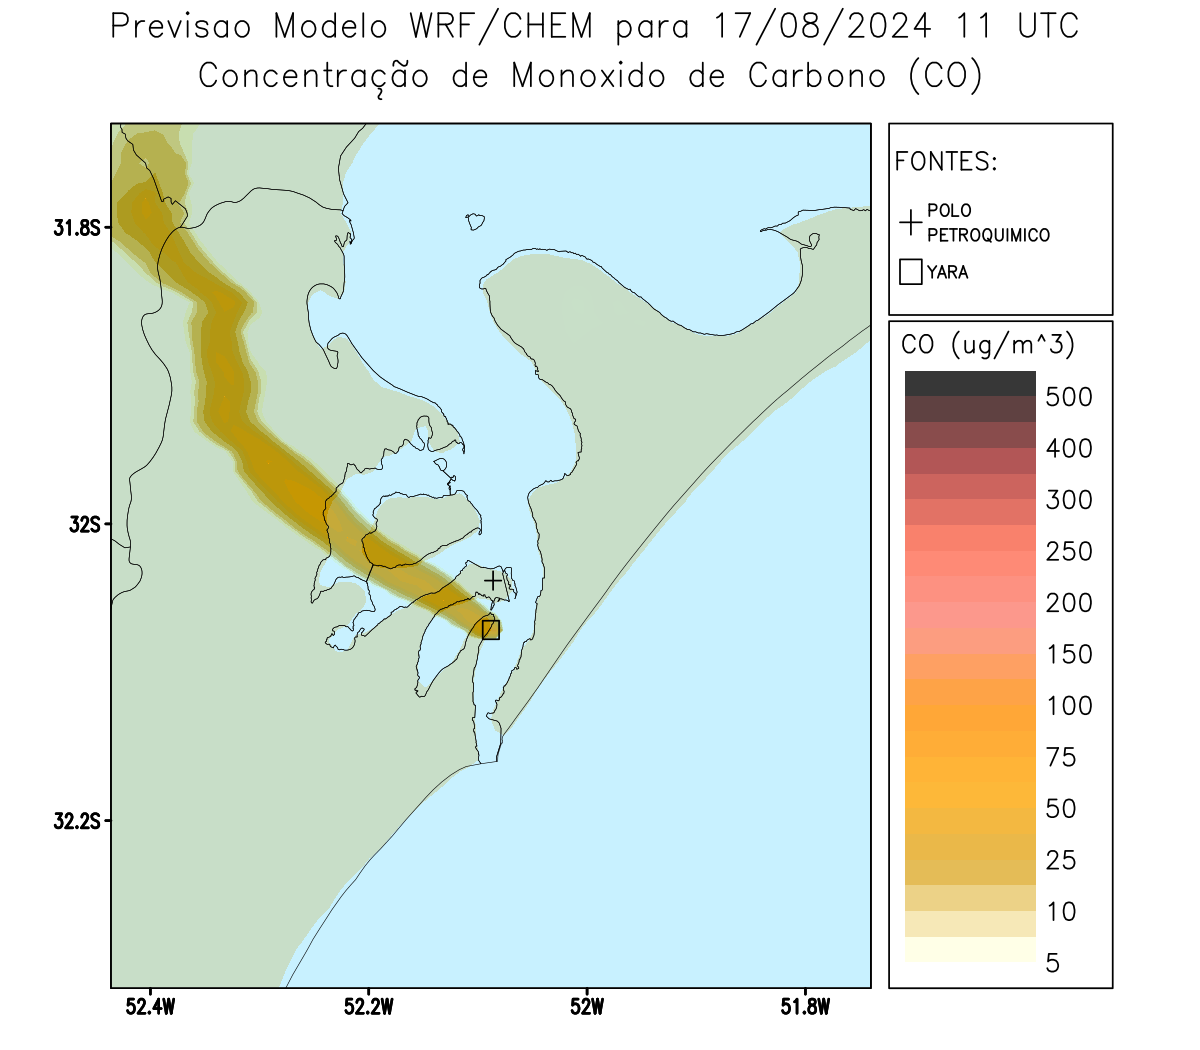 Previsao Modelo WRF/CHEM para 17/08/2024 11 UTC
Concentração de Monoxido de Carbono (CO)
FONTES:
POLO
PETROQUIMICO
YARA
CO (ug/m^3)
500
400
300
250
200
150
100
75
50
25
10
5
31.8S
32S
32.2S
52.4W
52.2W
52W
51.8W